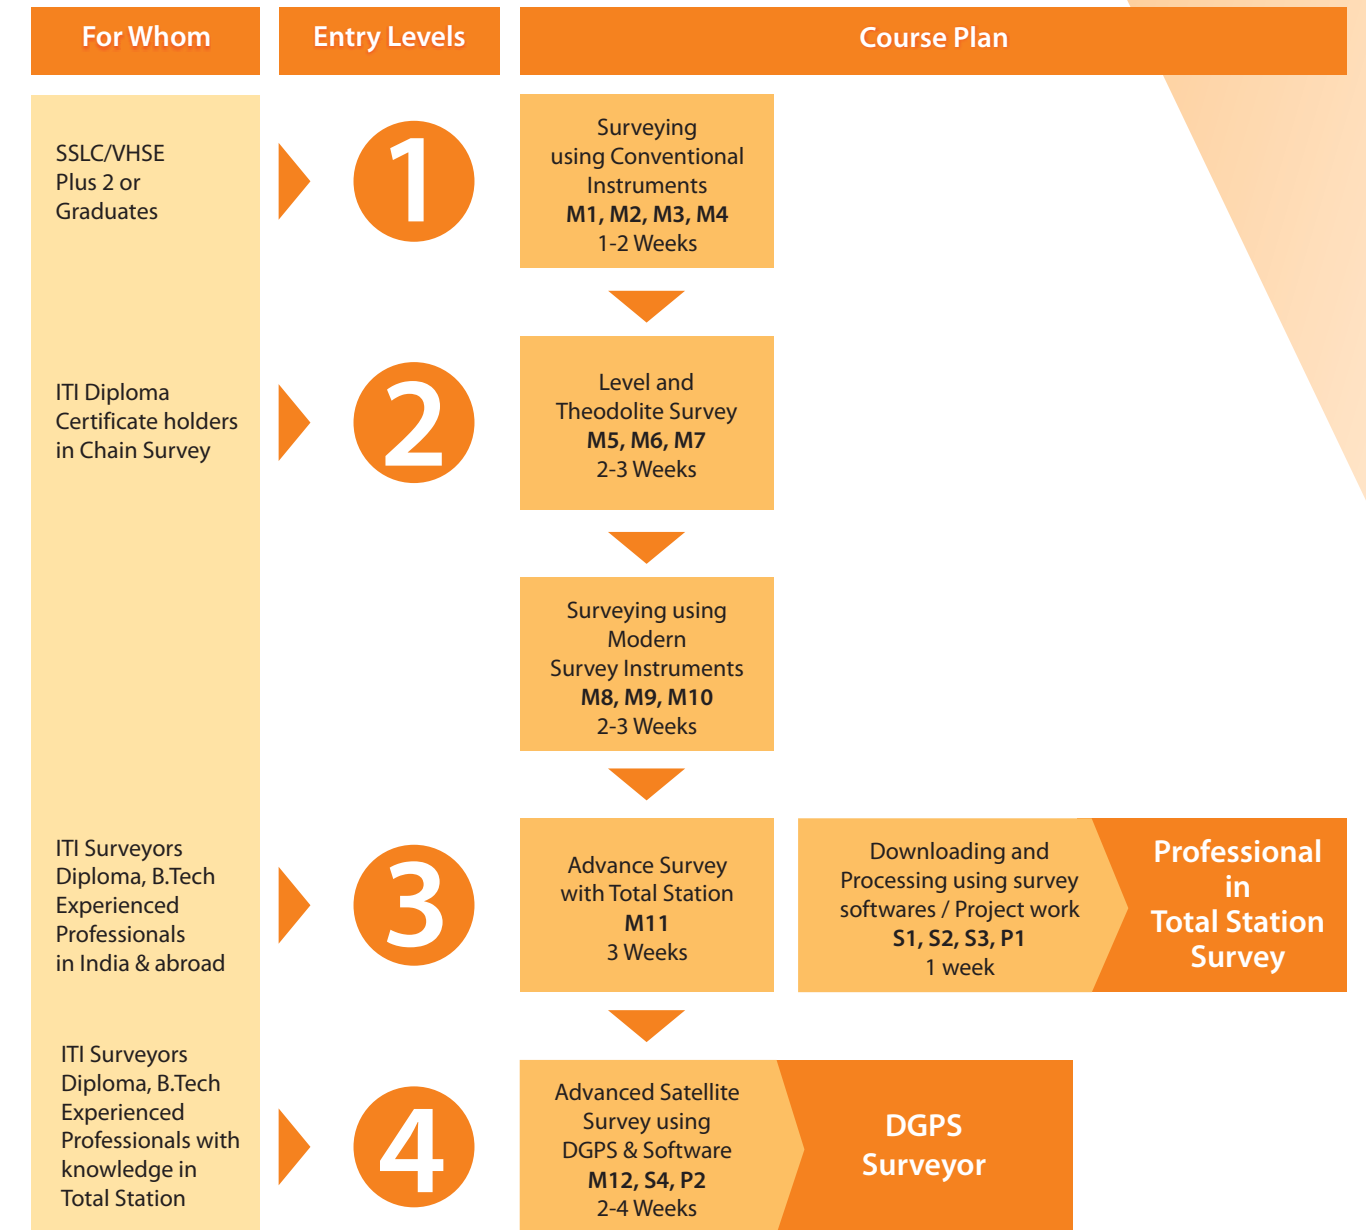 For Whom
Entry Levels
Course Plan
SSLC/VHSE
Plus 2 or
Graduates
1
Surveying
using Conventional
Instruments
M1, M2, M3, M4
1-2 Weeks
ITI Diploma
Certificate holders
in Chain Survey
2
Level and
Theodolite Survey
M5, M6, M7
2-3 Weeks
Surveying using
Modern
Survey Instruments
M8, M9, M10
2-3 Weeks
ITI Surveyors
Diploma, B.Tech
Experienced
Professionals
in India & abroad
3
Advance Survey
with Total Station
M11
3 Weeks
Downloading and
Processing using survey
softwares / Project work
S1, S2, S3, P1
1 week
Professional
in
Total Station
Survey
ITI Surveyors
Diploma, B.Tech
Experienced
Professionals with
knowledge in
Total Station
4
Advanced Satellite
Survey using
DGPS & Software
M12, S4, P2
2-4 Weeks
DGPS
Surveyor